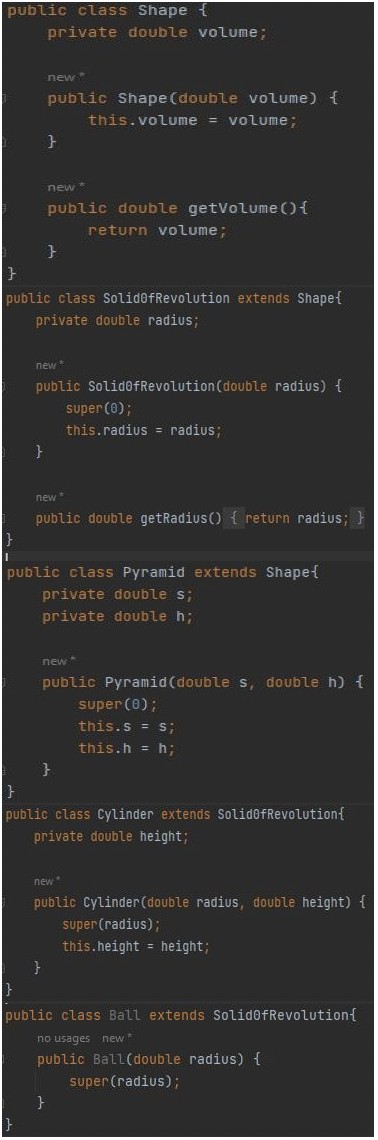 public class Shape {
    private double volume;
    new *
    public Shape(double volume) {
        this.volume = volume;
    }
    new *
    public double getVolume(){
        return volume;
    }
}
public class SolidOfRevolution extends Shape{
    private double radius;
    new *
    public SolidOfRevolution(double radius) {
        super(0);
        this.radius = radius;
    }
    new *
    public double getRadius() { return radius; }
}
public class Pyramid extends Shape{
    private double s;
    private double h;
    new *
    public Pyramid(double s, double h) {
        super(0);
        this.s = s;
        this.h = h;
    }
}
public class Cylinder extends SolidOfRevolution{
    private double height;
    new *
    public Cylinder(double radius, double height) {
        super(radius);
        this.height = height;
    }
}
public class Ball extends SolidOfRevolution{
    no usages   new *
    public Ball(double radius) {
        super(radius);
    }
}